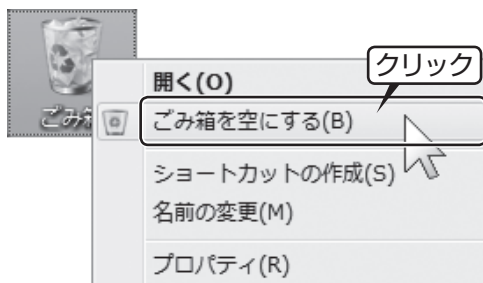 開く(O)
クリック
ごみ箱
ごみ箱を空にする(B)
ショートカットの作成(S)
名前の変更(M)
プロパティ(R)